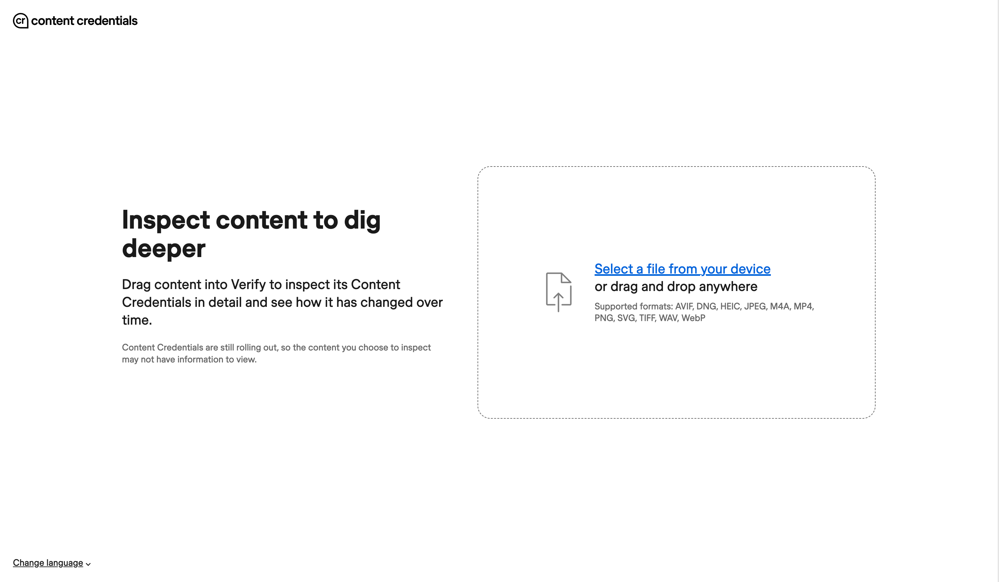 cr content credentials
Inspect content to dig
deeper
Drag content into Verify to inspect its Content
Credentials in detail and see how it has changed over
time.
Content Credentials are still rolling out, so the content you choose to inspect
may not have information to view.
Select a file from your device
or drag and drop anywhere
Supported formats: AVIF, DNG, HEIC, JPEG, M4A, MP4,
PNG, SVG, TIFF, WAV, WebP
Change language